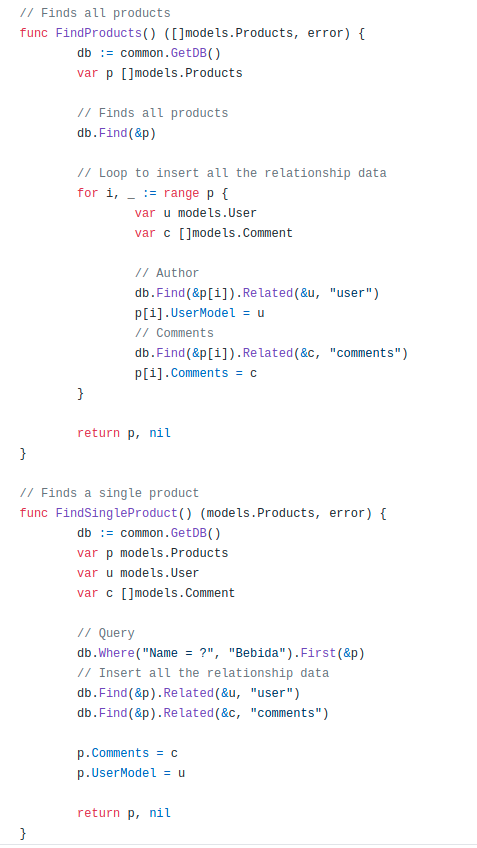 // Finds all products
func FindProducts() ([]models.Products, error) {
        db := common.GetDB()
        var p []models.Products

        // Finds all products
        db.Find(&p)

        // Loop to insert all the relationship data
        for i, _ := range p {
                var u models.User
                var c []models.Comment

                // Author
                db.Find(&p[i]).Related(&u, "user")
                p[i].UserModel = u
                // Comments
                db.Find(&p[i]).Related(&c, "comments")
                p[i].Comments = c
        }

        return p, nil
}

// Finds a single product
func FindSingleProduct() (models.Products, error) {
        db := common.GetDB()
        var p models.Products
        var u models.User
        var c []models.Comment

        // Query
        db.Where("Name = ?", "Bebida").First(&p)
        // Insert all the relationship data
        db.Find(&p).Related(&u, "user")
        db.Find(&p).Related(&c, "comments")

        p.Comments = c
        p.UserModel = u

        return p, nil
}